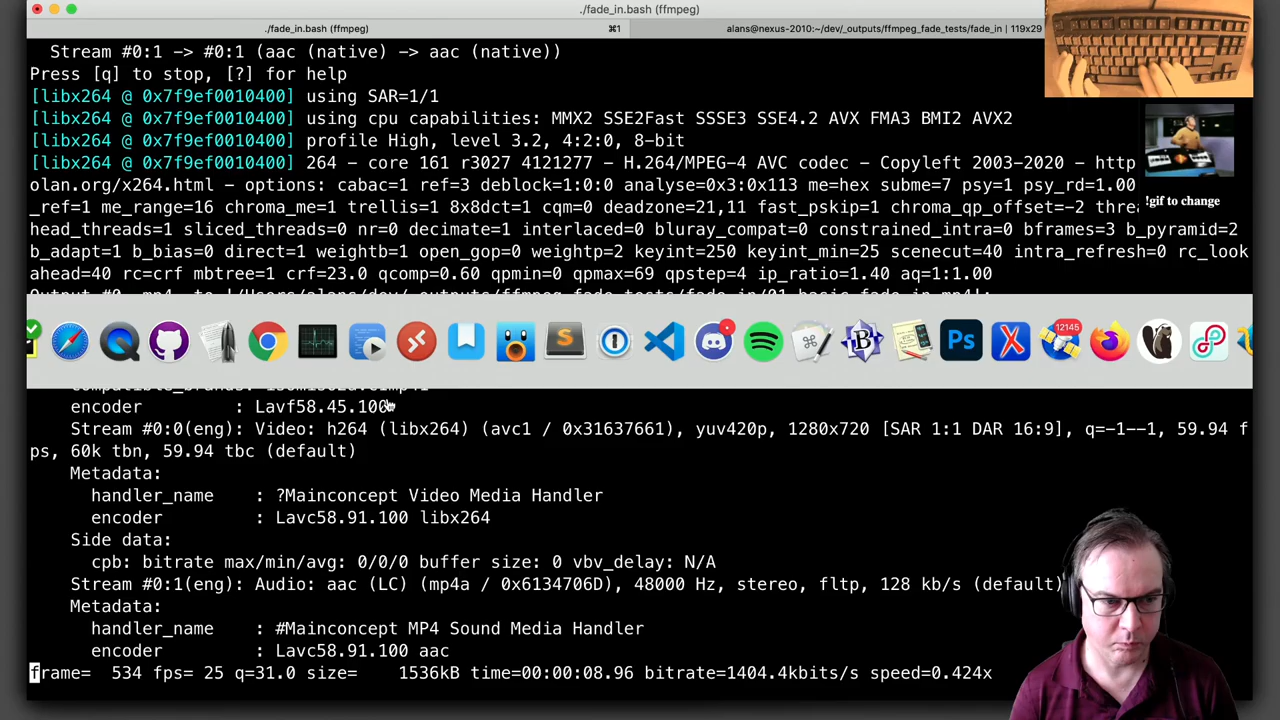 ./fade_in.bash (ffmpeg)
./fade_in.bash (ffmpeg) ⌘1 alans@nexus-2010:~/dev/_outputs/ffmpeg_fade_tests/fade_in | 119x29
Stream #0:1 -> #0:1 (aac (native) -> aac (native))
Press [q] to stop, [?] for help
[libx264 @ 0x7f9ef0010400] using SAR=1/1
[libx264 @ 0x7f9ef0010400] using cpu capabilities: MMX2 SSE2Fast SSSE3 SSE4.2 AVX FMA3 BMI2 AVX2
[libx264 @ 0x7f9ef0010400] profile High, level 3.2, 4:2:0, 8-bit
[libx264 @ 0x7f9ef0010400] 264 - core 161 r3027 4121277 - H.264/MPEG-4 AVC codec - Copyleft 2003-2020 - http
olan.org/x264.html - options: cabac=1 ref=3 deblock=1:0:0 analyse=0x3:0x113 me=hex subme=7 psy=1 psy_rd=1.00
!gif to change
_ref=1 me_range=16 chroma_me=1 trellis=1 8x8dct=1 cqm=0 deadzone=21,11 fast_pskip=1 chroma_qp_offset=-2 threa
head_threads=1 sliced_threads=0 nr=0 decimate=1 interlaced=0 bluray_compat=0 constrained_intra=0 bframes=3 b_pyramid=2
b_adapt=1 b_bias=0 direct=1 weightb=1 open_gop=0 weightp=2 keyint=250 keyint_min=25 scenecut=40 intra_refresh=0 rc_look
ahead=40 rc=crf mbtree=1 crf=23.0 qcomp=0.60 qpmin=0 qpmax=69 qpstep=4 ip_ratio=1.40 aq=1:1.00
Output #0, mp4, to '/Users/alans/dev/_outputs/ffmpeg_fade_tests/fade_in/01_basic_fade_in.mp4':
12145
encoder : Lavf58.45.100
Stream #0:0(eng): Video: h264 (libx264) (avc1 / 0x31637661), yuv420p, 1280x720 [SAR 1:1 DAR 16:9], q=-1--1, 59.94 f
ps, 60k tbn, 59.94 tbc (default)
Metadata:
handler_name : ?Mainconcept Video Media Handler
encoder : Lavc58.91.100 libx264
Side data:
cpb: bitrate max/min/avg: 0/0/0 buffer size: 0 vbv_delay: N/A
Stream #0:1(eng): Audio: aac (LC) (mp4a / 0x6134706D), 48000 Hz, stereo, fltp, 128 kb/s (default)
Metadata:
handler_name : #Mainconcept MP4 Sound Media Handler
encoder : Lavc58.91.100 aac
frame= 534 fps= 25 q=31.0 size= 1536kB time=00:00:08.96 bitrate=1404.4kbits/s speed=0.424x